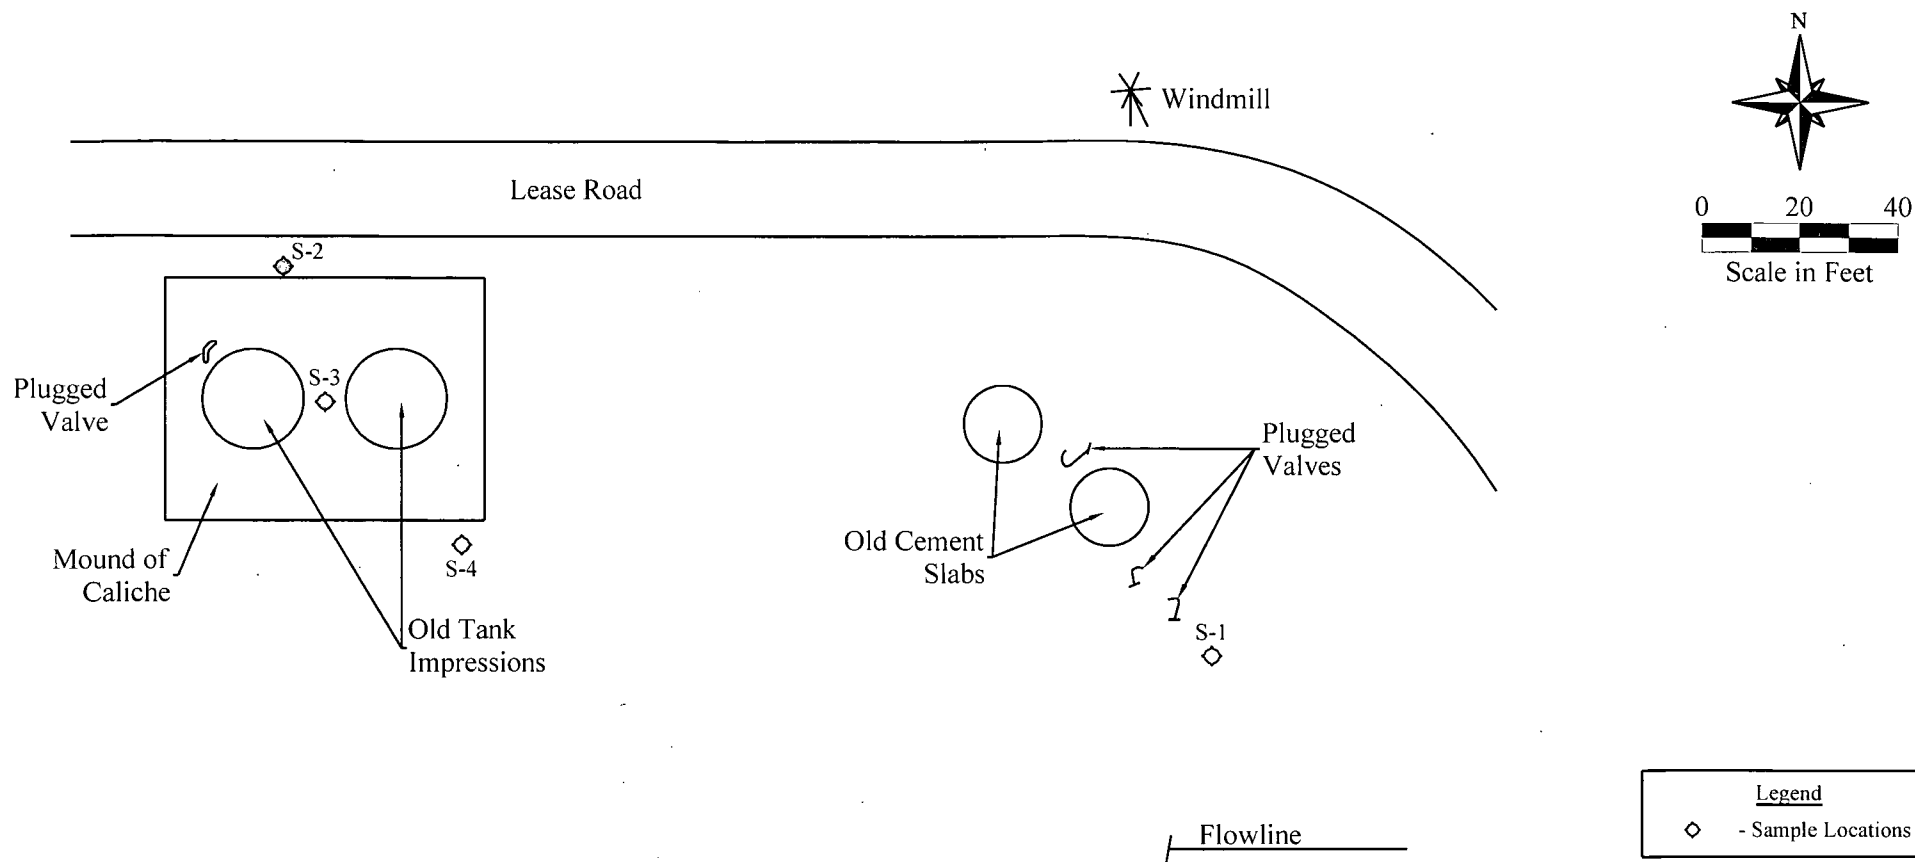 N
Windmill
Lease Road
0 20 40
Scale in Feet
S-2
S-3
Plugged
Valve
Plugged
Valves
Old Cement
Slabs
Mound of
Caliche
S-4
Old Tank
Impressions
S-1
Flowline
Legend
- Sample Locations